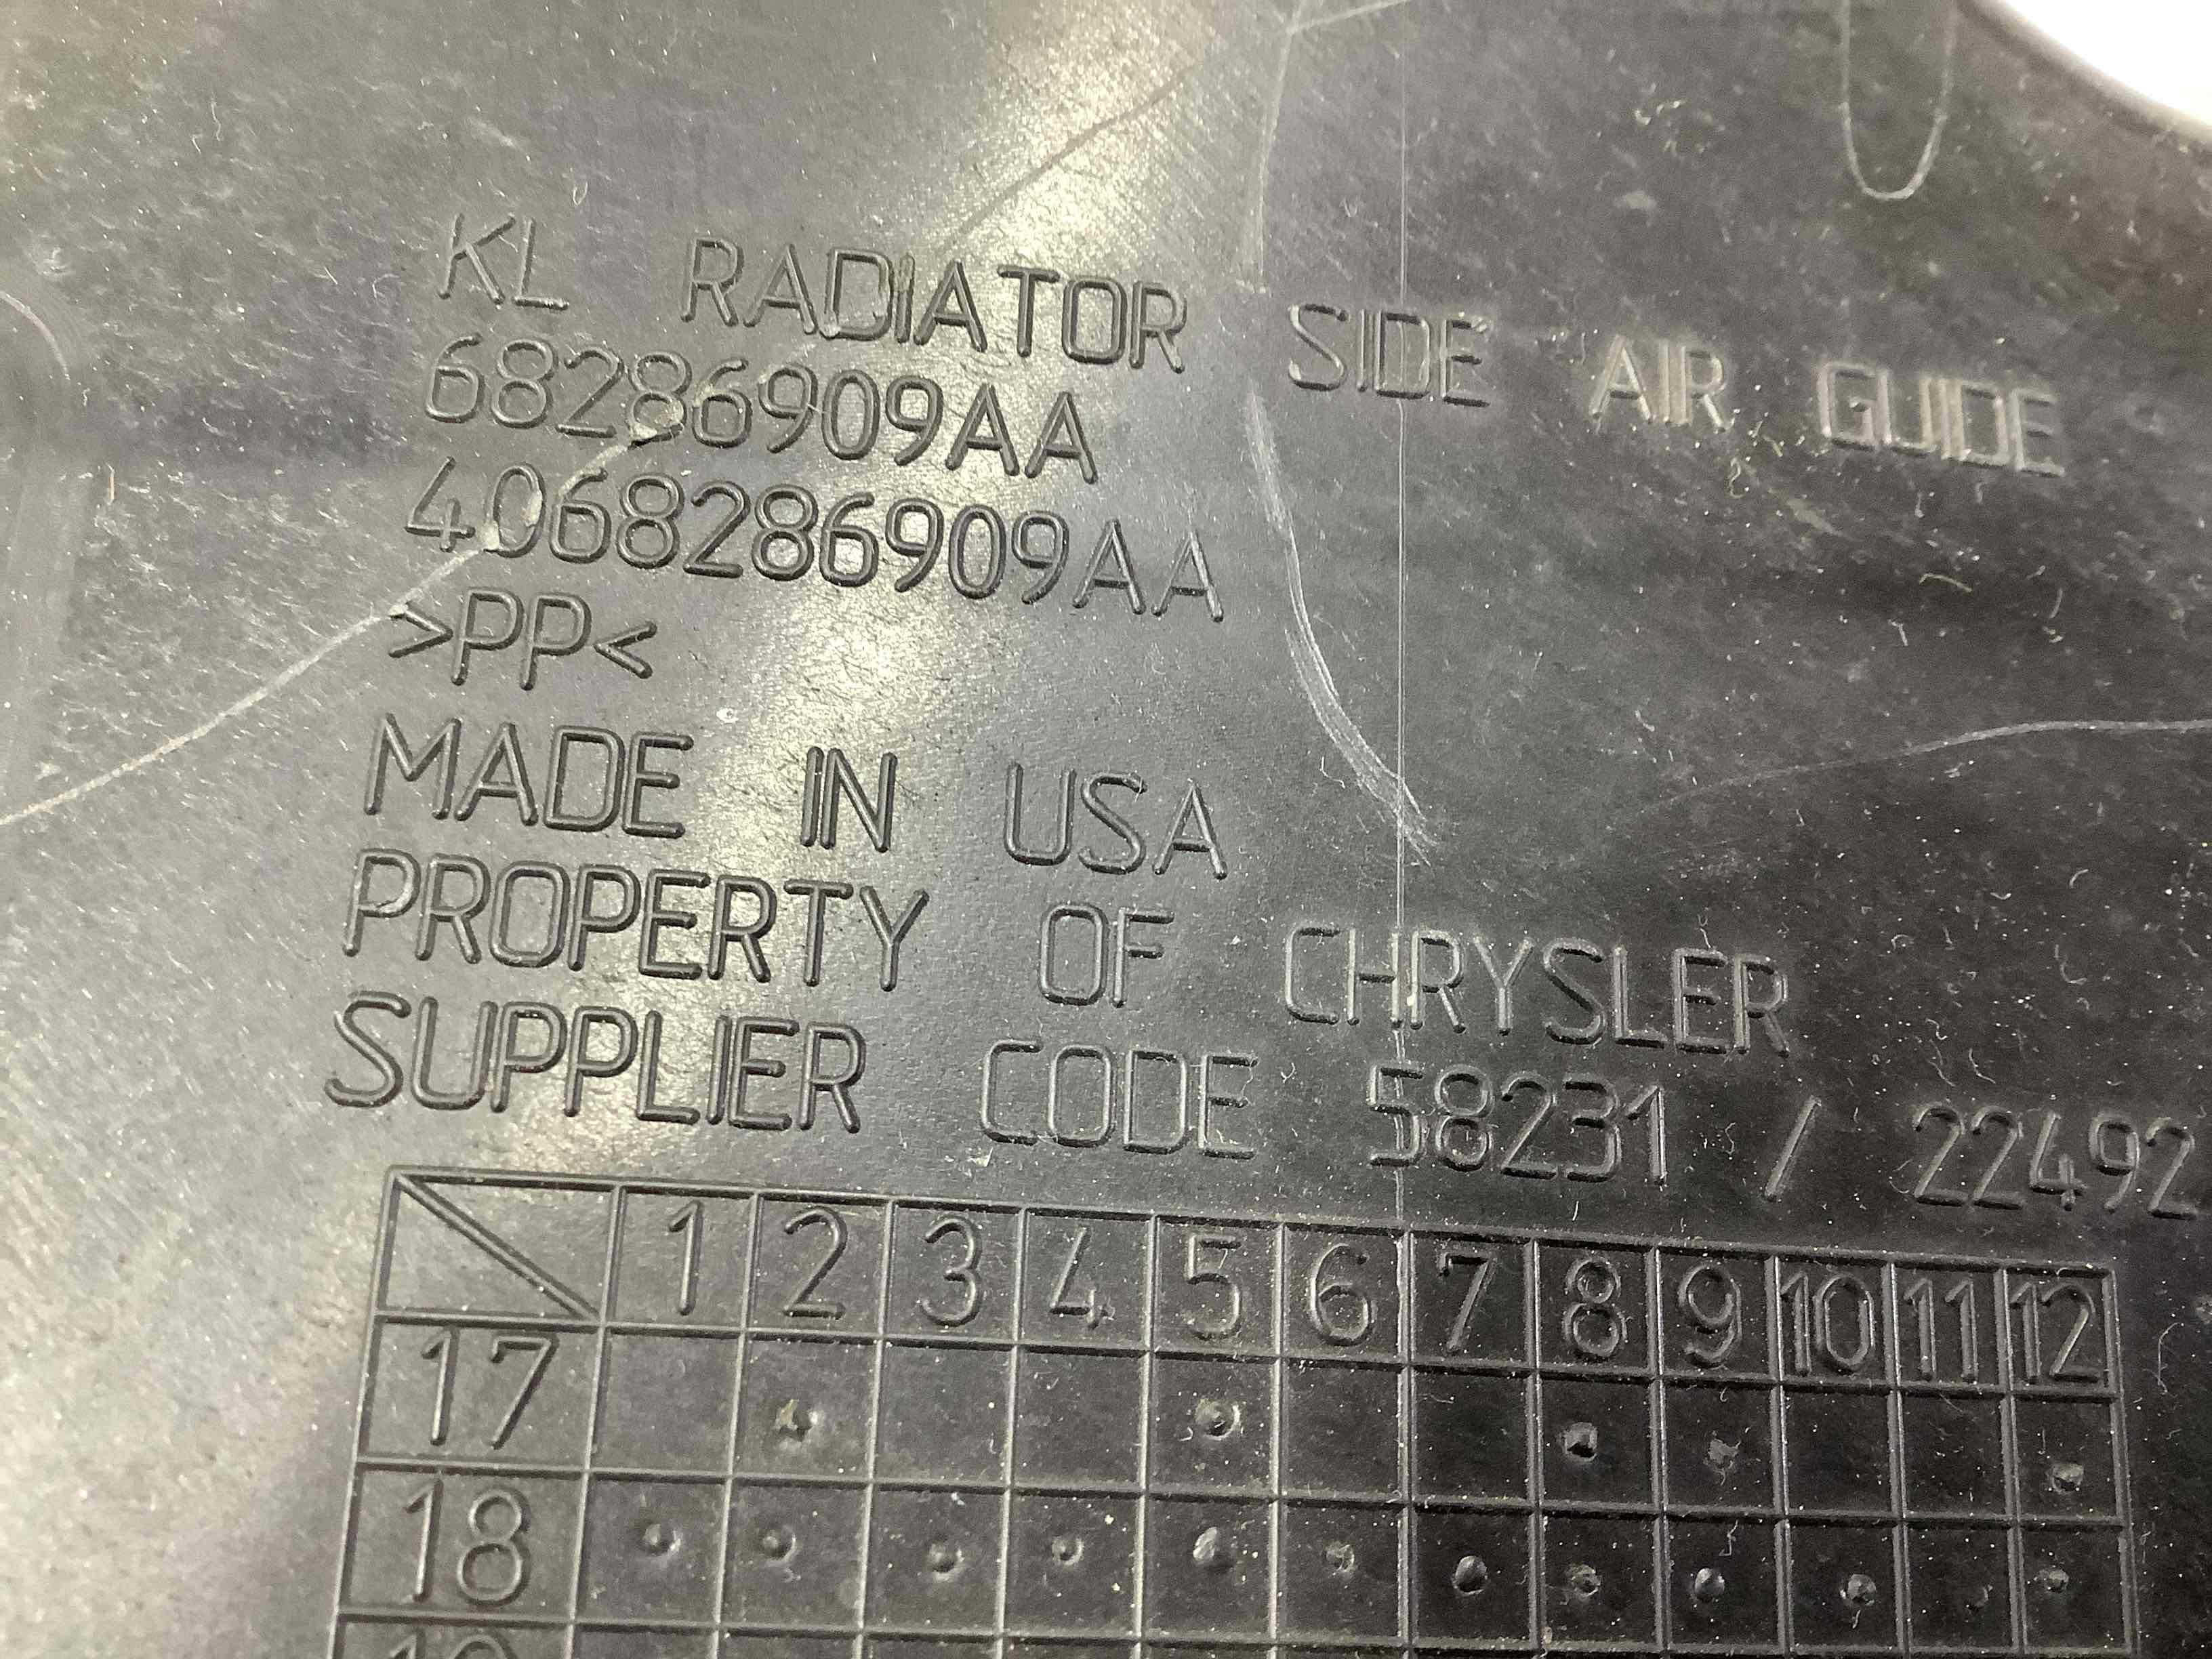 KL RADIATOR SIDE AIR GUIDE
68286909AA
4068286909AA
>PP<
MADE IN USA
PROPERTY OF CHRYSLER
SUPPLIER CODE 58231 / 22492
1 2 3 4 5 6 7 8 9 10 11 12
17
18